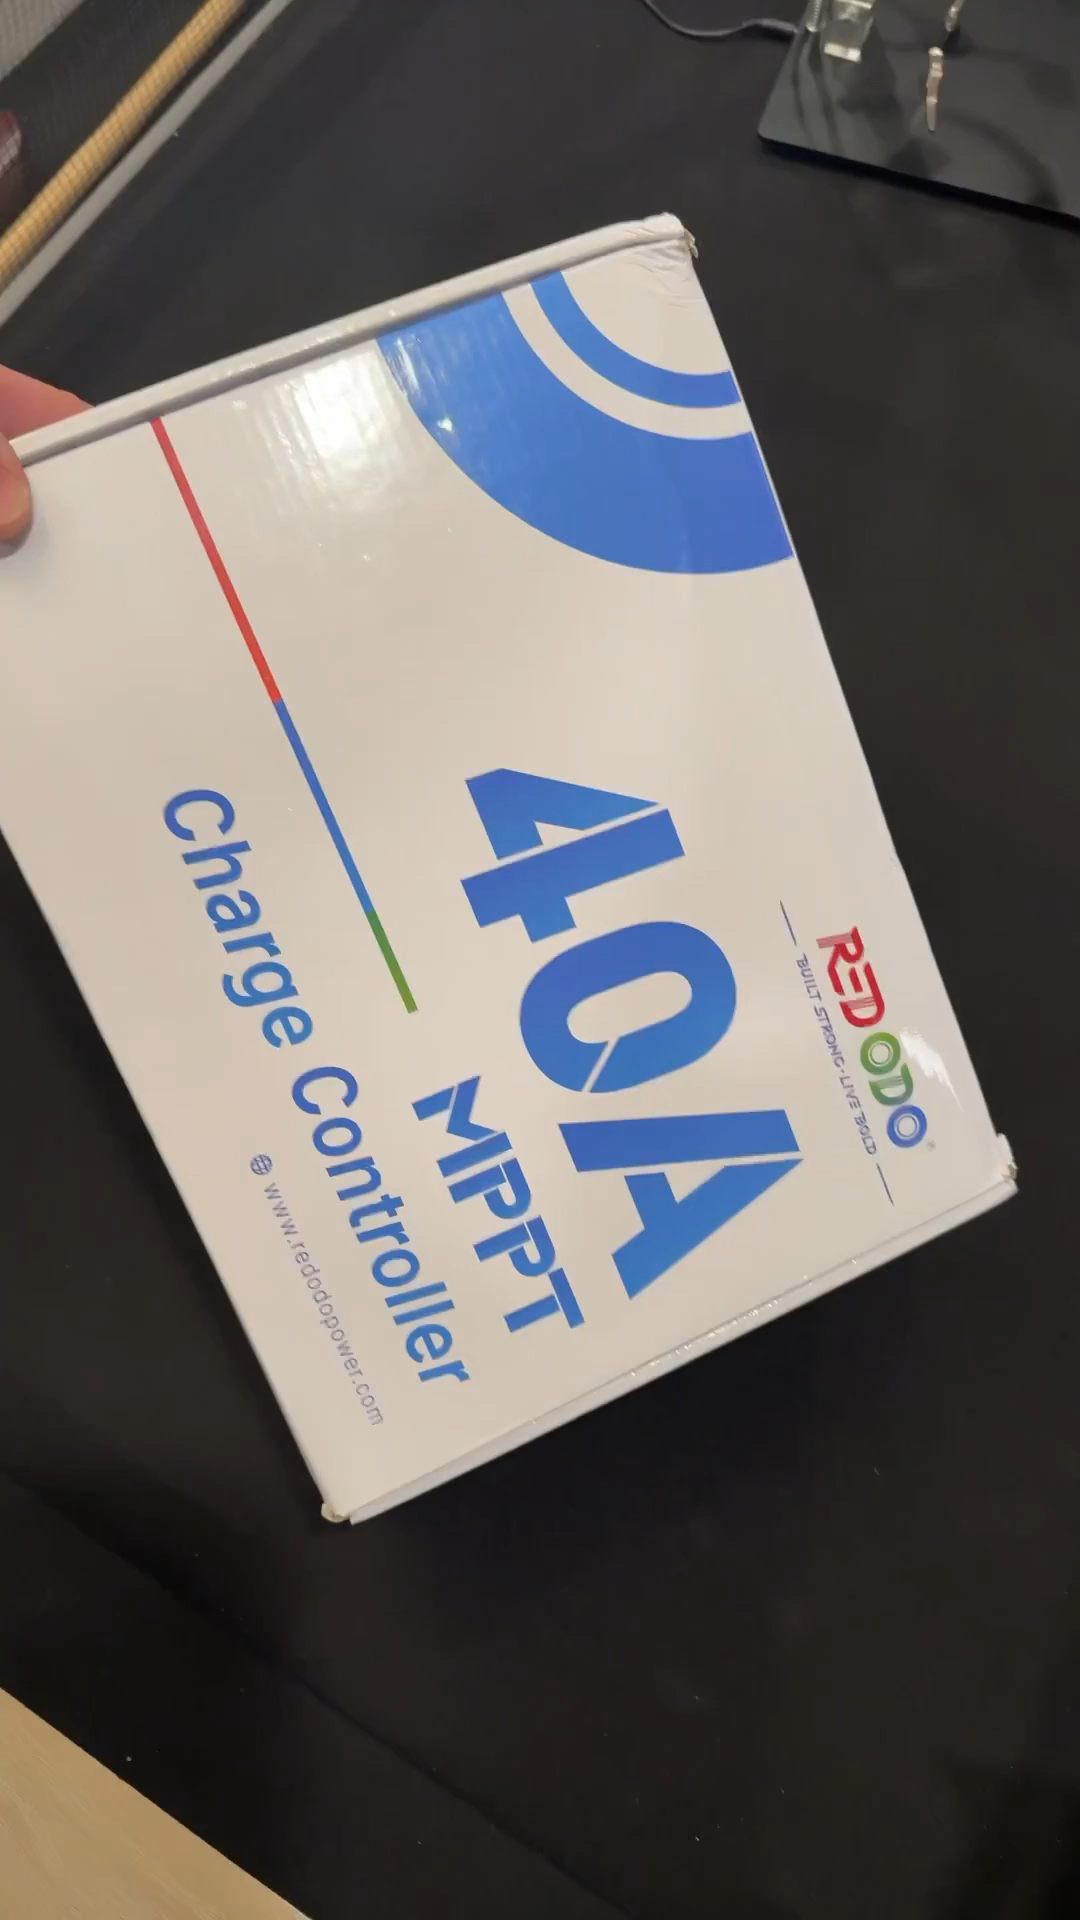 REDODO®
BUILT STRONG·LIVE BOLD
40A
MPPT
Charge Controller
www.redodopower.com